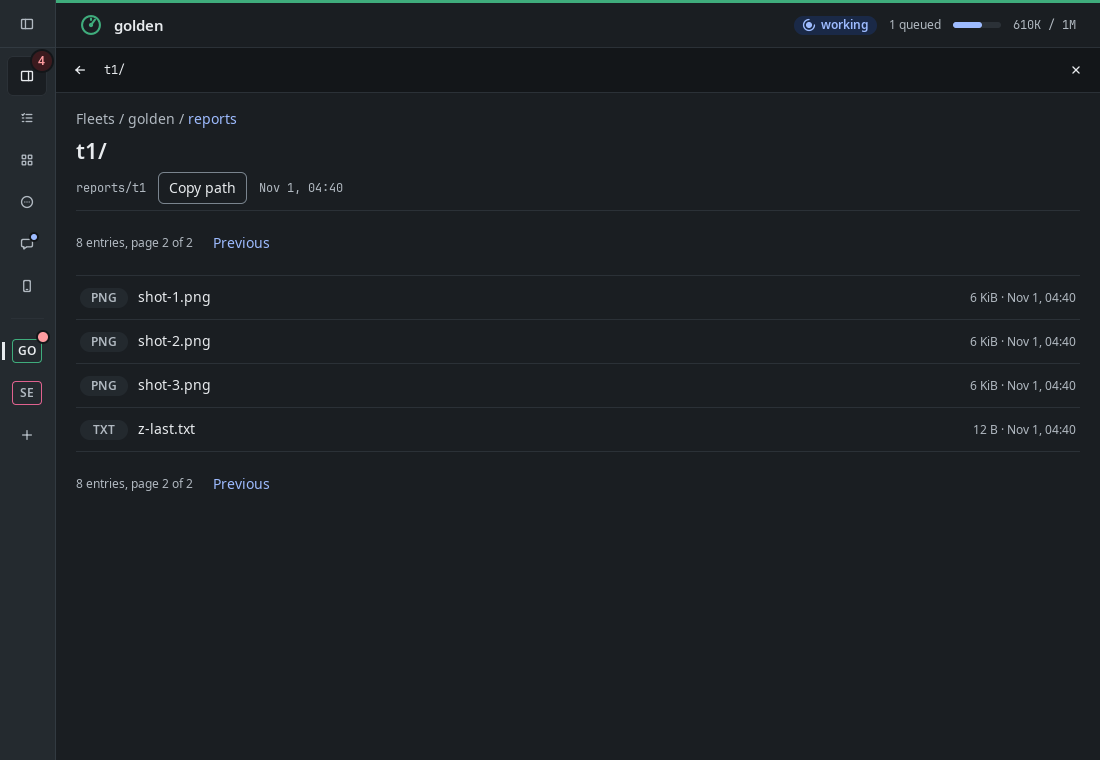 golden
working
1 queued
610K / 1M
4
t1/
Fleets / golden / reports
t1/
reports/t1
Copy path
Nov 1, 04:40
8 entries, page 2 of 2
Previous
PNG shot-1.png 6 KiB · Nov 1, 04:40
PNG shot-2.png 6 KiB · Nov 1, 04:40
PNG shot-3.png 6 KiB · Nov 1, 04:40
TXT z-last.txt 12 B · Nov 1, 04:40
8 entries, page 2 of 2
Previous
GO
SE